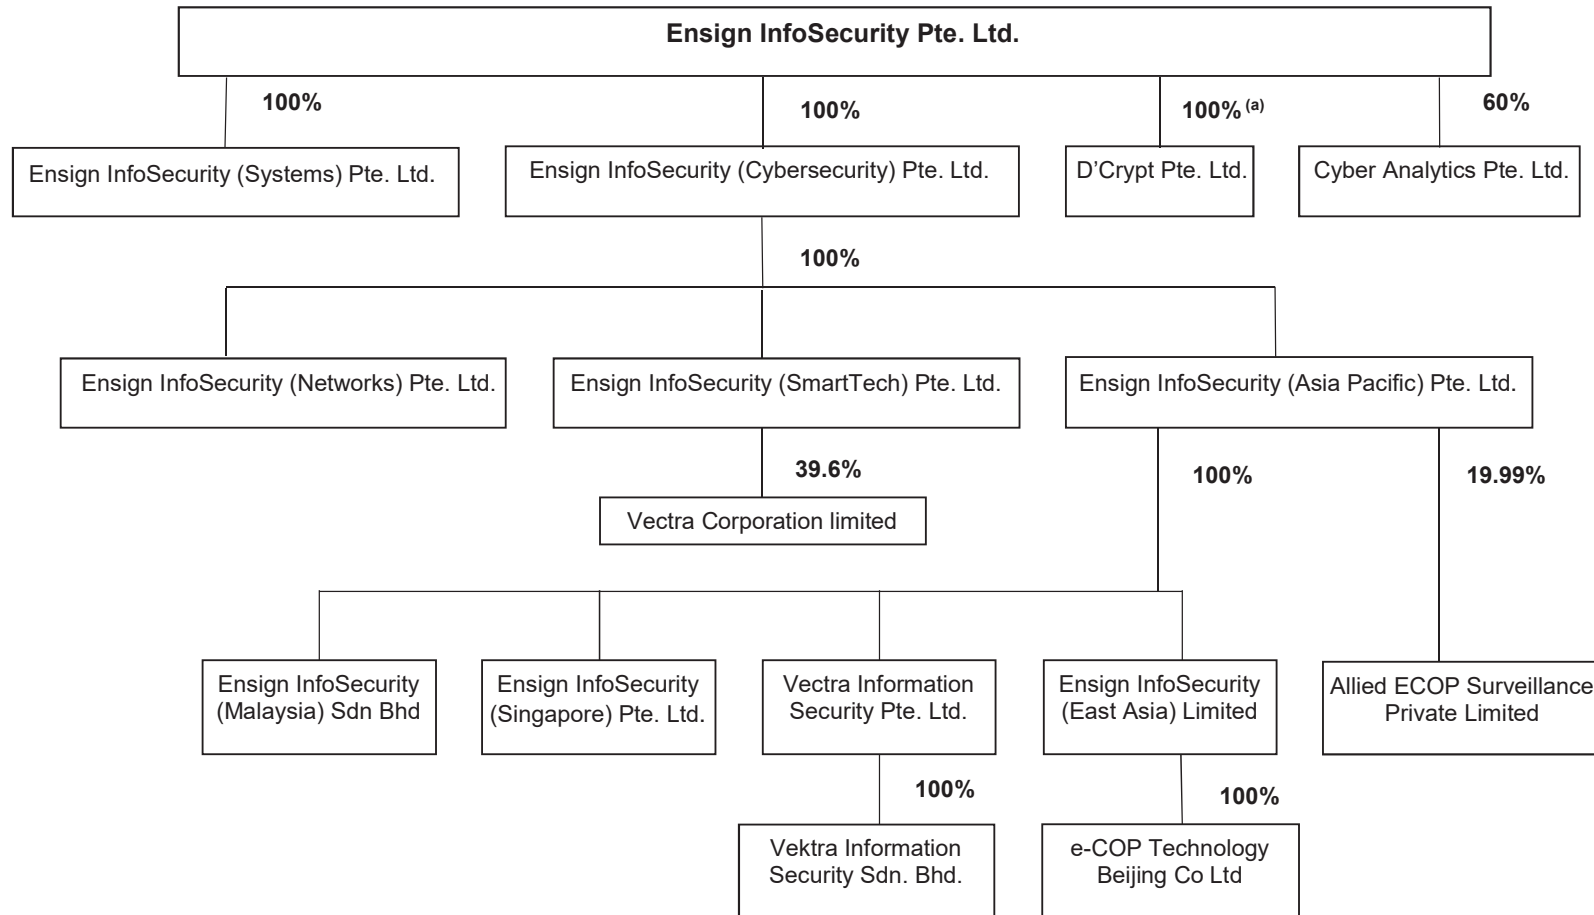 Ensign InfoSecurity Pte. Ltd.
100%
100%
100% (a)
60%
Ensign InfoSecurity (Systems) Pte. Ltd.
Ensign InfoSecurity (Cybersecurity) Pte. Ltd.
D’Crypt Pte. Ltd.
Cyber Analytics Pte. Ltd.
100%
Ensign InfoSecurity (Networks) Pte. Ltd.
Ensign InfoSecurity (SmartTech) Pte. Ltd.
Ensign InfoSecurity (Asia Pacific) Pte. Ltd.
39.6%
100%
19.99%
Vectra Corporation limited
Ensign InfoSecurity
(Malaysia) Sdn Bhd
Ensign InfoSecurity
(Singapore) Pte. Ltd.
Vectra Information
Security Pte. Ltd.
Ensign InfoSecurity
(East Asia) Limited
Allied ECOP Surveillance
Private Limited
100%
100%
Vektra Information
Security Sdn. Bhd.
e-COP Technology
Beijing Co Ltd